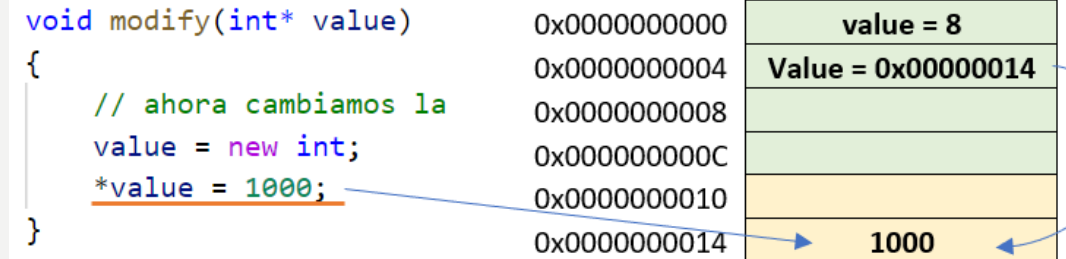 void modify(int* value)
{
// ahora cambiamos la
value = new int;
*value = 1000;
}
0x0000000000 value = 8
0x0000000004 Value = 0x00000014
0x0000000008
0x000000000C
0x0000000010
0x0000000014 1000